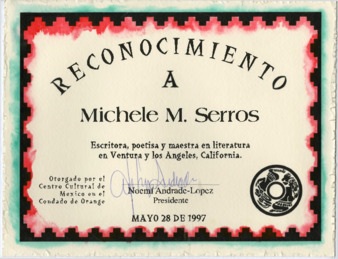 RECONOCIMIENTO
A
Michele M. Serros
Escritora, poetisa y maestra en literatura
en Ventura y los Angeles, California.
Otorgado por el
Centro Cultural de
Mexico en el
Condado de Orange
Noemi Andrade-Lopez
Presidente
MAYO 28 DE 1997